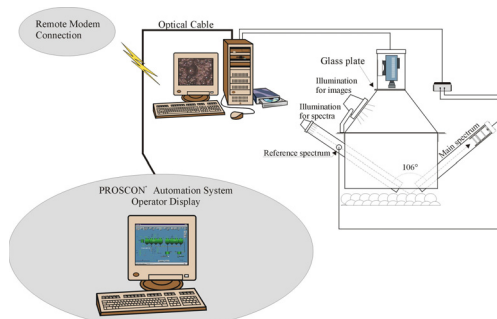 Remote Modem
Connection
Optical Cable
Glass plate
Illumination
for images
Illumination
for spectra
Reference spectrum
106°
Main spectrum
PROSCON* Automation System
Operator Display